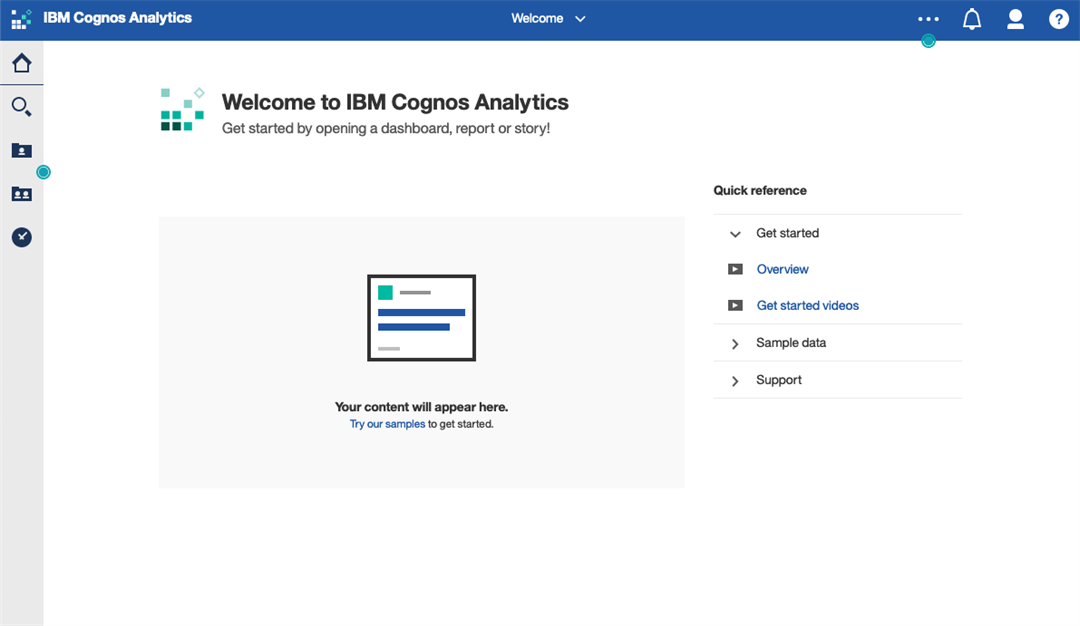 IBM Cognos Analytics
Welcome
?
Welcome to IBM Cognos Analytics
Get started by opening a dashboard, report or story!
Quick reference
Get started
Overview
Get started videos
Sample data
Support
Your content will appear here.
Try our samples to get started.